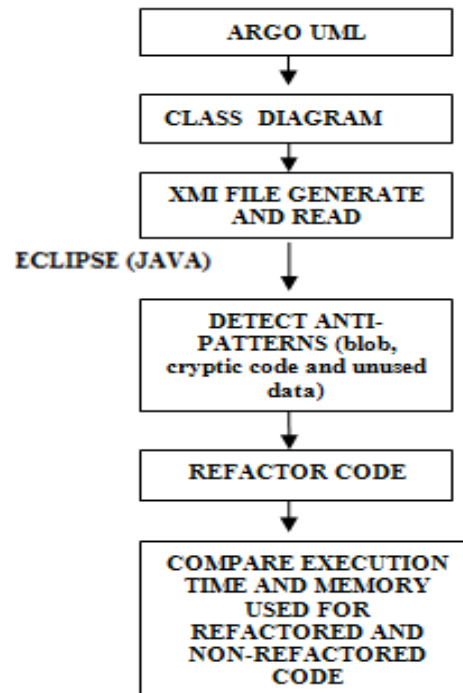 ARGO UML
CLASS DIAGRAM
XMI FILE GENERATE
AND READ
ECLIPSE (JAVA)
DETECT ANTI-
PATTERNS (blob,
cryptic code and unused
data)
REFACTOR CODE
COMPARE EXECUTION
TIME AND MEMORY
USED FOR
REFACTORED AND
NON-REFACTORED
CODE